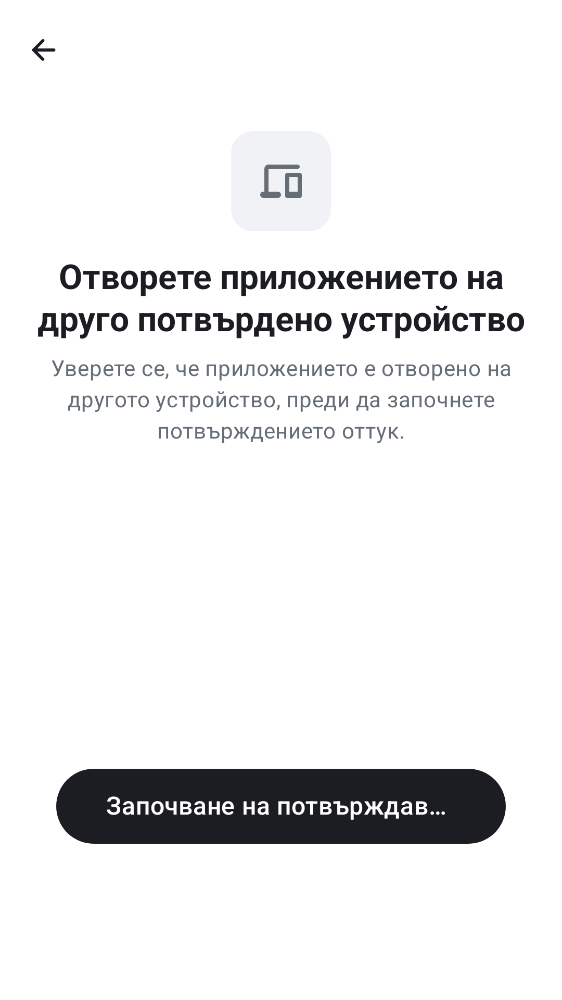 Отворете приложението на
друго потвърдено устройство
Уверете се, че приложението е отворено на
другото устройство, преди да започнете
потвърждението оттук.
Започване на потвърждав…